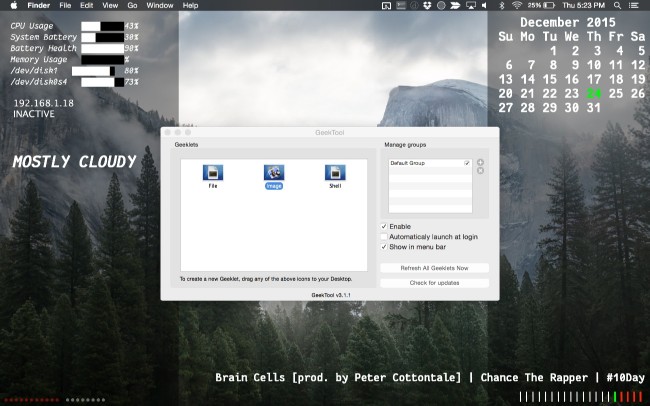 Finder File Edit View Go Window Help
25% Thu 5:23 PM
CPU Usage 43%
System Battery 30%
Battery Health 90%
Memory Usage %
/dev/disk1 80%
/dev/disk0s4 73%
192.168.1.18
INACTIVE
MOSTLY CLOUDY
December 2015
Su Mo Tu We Th Fr Sa
1 2 3 4 5
6 7 8 9 10 11 12
13 14 15 16 17 18 19
20 21 22 23 24 25 26
27 28 29 30 31
GeekTool
Geeklets
File
Image
Shell
To create a new Geeklet, drag any of the above icons to your Desktop.
Manage groups
Default Group
Enable
Automaticaly launch at login
Show in menu bar
Refresh All Geeklets Now
Check for updates
GeekTool v3.1.1
Brain Cells [prod. by Peter Cottontale] | Chance The Rapper | #10Day